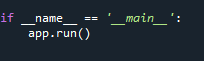 if __name__ == '__main__':
    app.run()